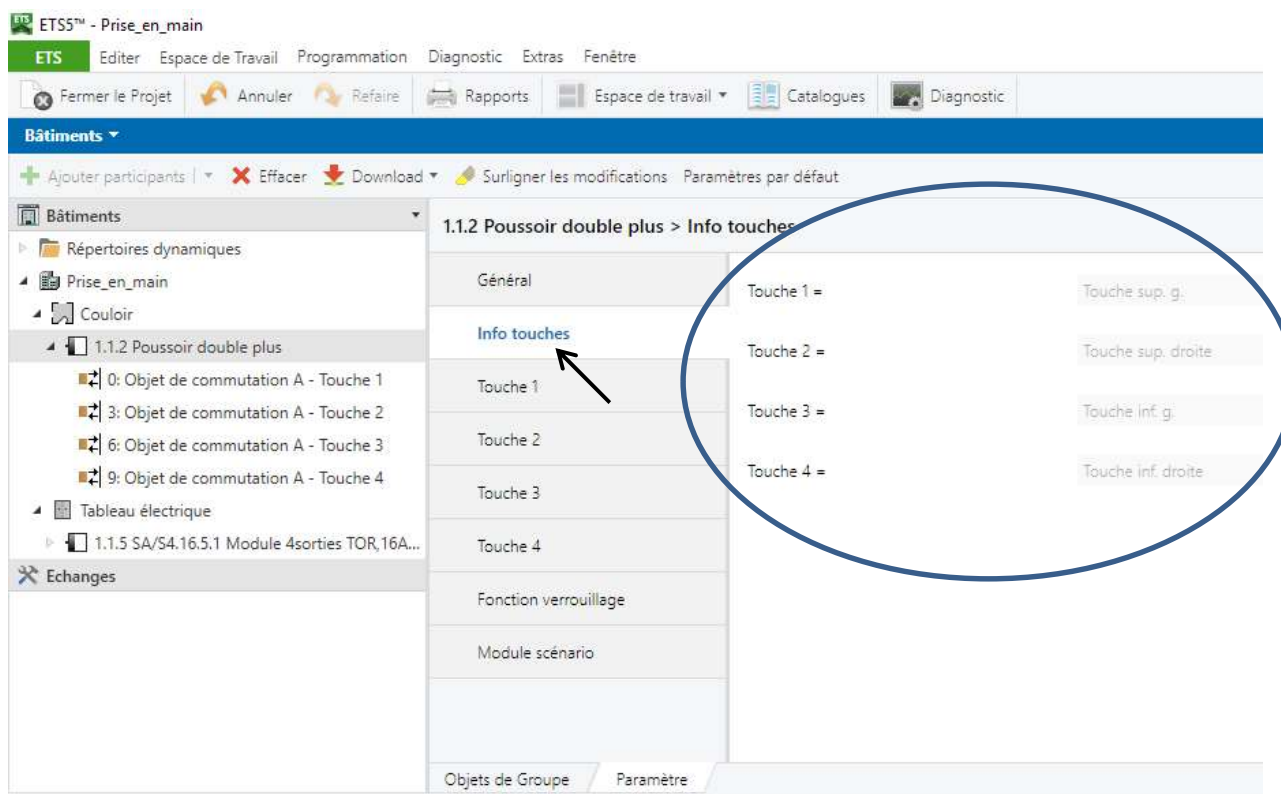 ETS5™ - Prise_en_main
ETS Editer Espace de Travail Programmation Diagnostic Extras Fenêtre
Fermer le Projet Annuler Refaire Rapports Espace de travail Catalogues Diagnostic
Bâtiments
Ajouter participants Effacer Download Surligner les modifications Paramètres par défaut
Bâtiments
Répertoires dynamiques
Prise_en_main
Couloir
1.1.2 Poussoir double plus
0: Objet de commutation A - Touche 1
3: Objet de commutation A - Touche 2
6: Objet de commutation A - Touche 3
9: Objet de commutation A - Touche 4
Tableau électrique
1.1.5 SA/S4.16.5.1 Module 4sorties TOR,16A...
Echanges
1.1.2 Poussoir double plus > Info touches
Général
Info touches
Touche 1
Touche 2
Touche 3
Touche 4
Fonction verrouillage
Module scénario
Touche 1 = Touche sup. g.
Touche 2 = Touche sup. droite
Touche 3 = Touche inf. g.
Touche 4 = Touche inf. droite
Objets de Groupe Paramètre